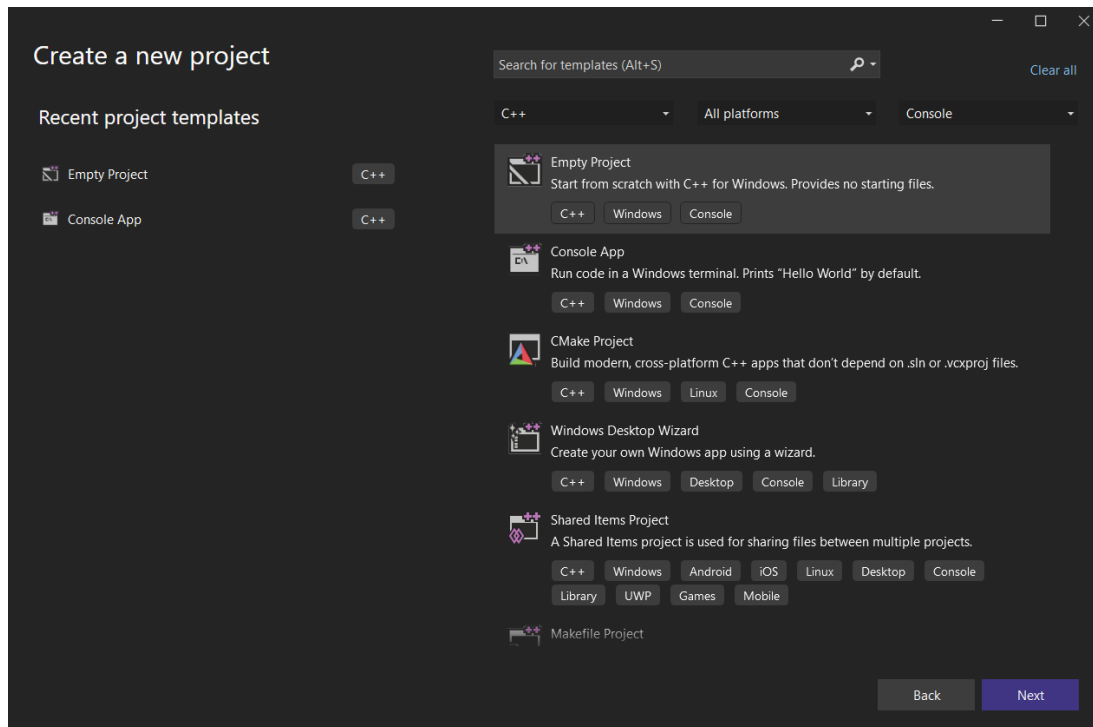 Create a new project
Search for templates (Alt+S)
Clear all
Recent project templates
C++
All platforms
Console
Empty Project
C++
Console App
C++
Empty Project
Start from scratch with C++ for Windows. Provides no starting files.
C++ Windows Console
Console App
Run code in a Windows terminal. Prints “Hello World” by default.
C++ Windows Console
CMake Project
Build modern, cross-platform C++ apps that don’t depend on .sln or .vcxproj files.
C++ Windows Linux Console
Windows Desktop Wizard
Create your own Windows app using a wizard.
C++ Windows Desktop Console Library
Shared Items Project
A Shared Items project is used for sharing files between multiple projects.
C++ Windows Android iOS Linux Desktop Console
Library UWP Games Mobile
Makefile Project
Back
Next